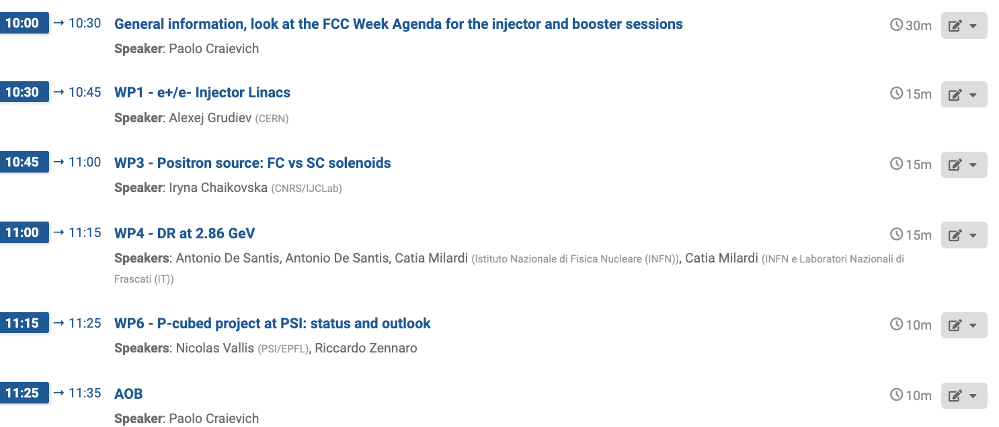 10:00 → 10:30 General information, look at the FCC Week Agenda for the injector and booster sessions 30m
Speaker: Paolo Craievich
10:30 → 10:45 WP1 - e+/e- Injector Linacs 15m
Speaker: Alexej Grudiev (CERN)
10:45 → 11:00 WP3 - Positron source: FC vs SC solenoids 15m
Speaker: Iryna Chaikovska (CNRS/IJCLab)
11:00 → 11:15 WP4 - DR at 2.86 GeV 15m
Speakers: Antonio De Santis, Antonio De Santis, Catia Milardi (Istituto Nazionale di Fisica Nucleare (INFN)), Catia Milardi (INFN e Laboratori Nazionali di
Frascati (IT))
11:15 → 11:25 WP6 - P-cubed project at PSI: status and outlook 10m
Speakers: Nicolas Vallis (PSI/EPFL), Riccardo Zennaro
11:25 → 11:35 AOB 10m
Speaker: Paolo Craievich